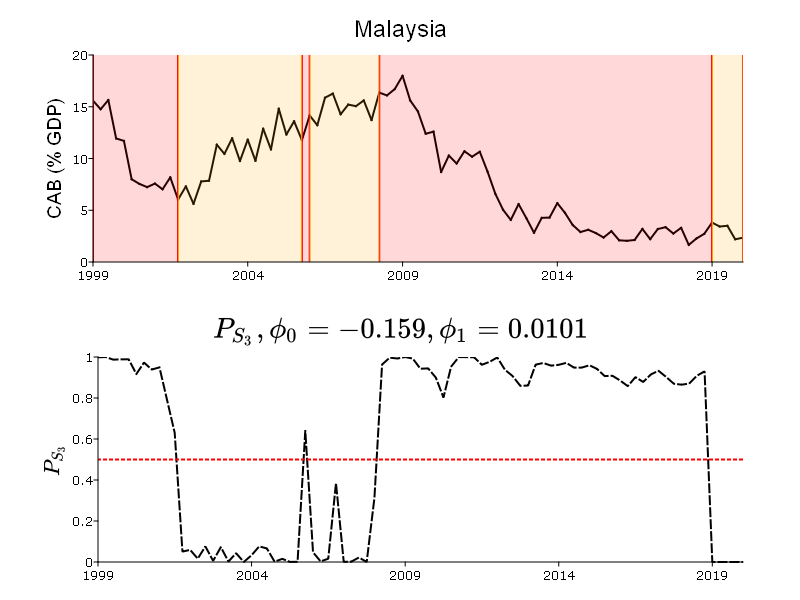 Malaysia
CAB (% GDP)
20
15
10
5
0
1999 2004 2009 2014 2019
P_{S_3}, ϕ_0 = −0.159, ϕ_1 = 0.0101
P_{S_3}
1
0.8
0.6
0.4
0.2
0
1999 2004 2009 2014 2019